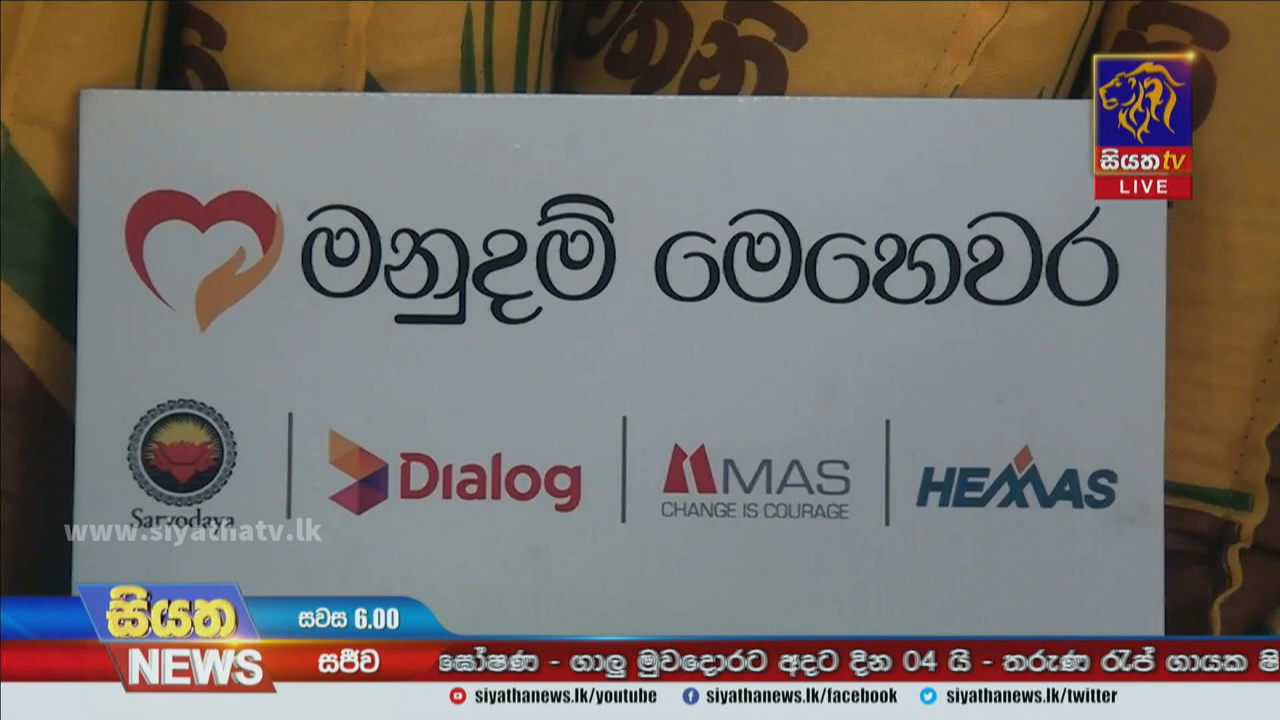 සියත tv
LIVE
මනුදම් මෙහෙවර
Sarvodaya
Dialog
MAS
CHANGE IS COURAGE
HEMAS
www.siyathatv.lk
සියත
NEWS
සවස 6.00
සජීව
ඝෝෂණ - ගාලු මුවදොරට අදට දින 04 යි - තරුණ රැප් ගායක ෂි
siyathanews.lk/youtube
siyathanews.lk/facebook
siyathanews.lk/twitter